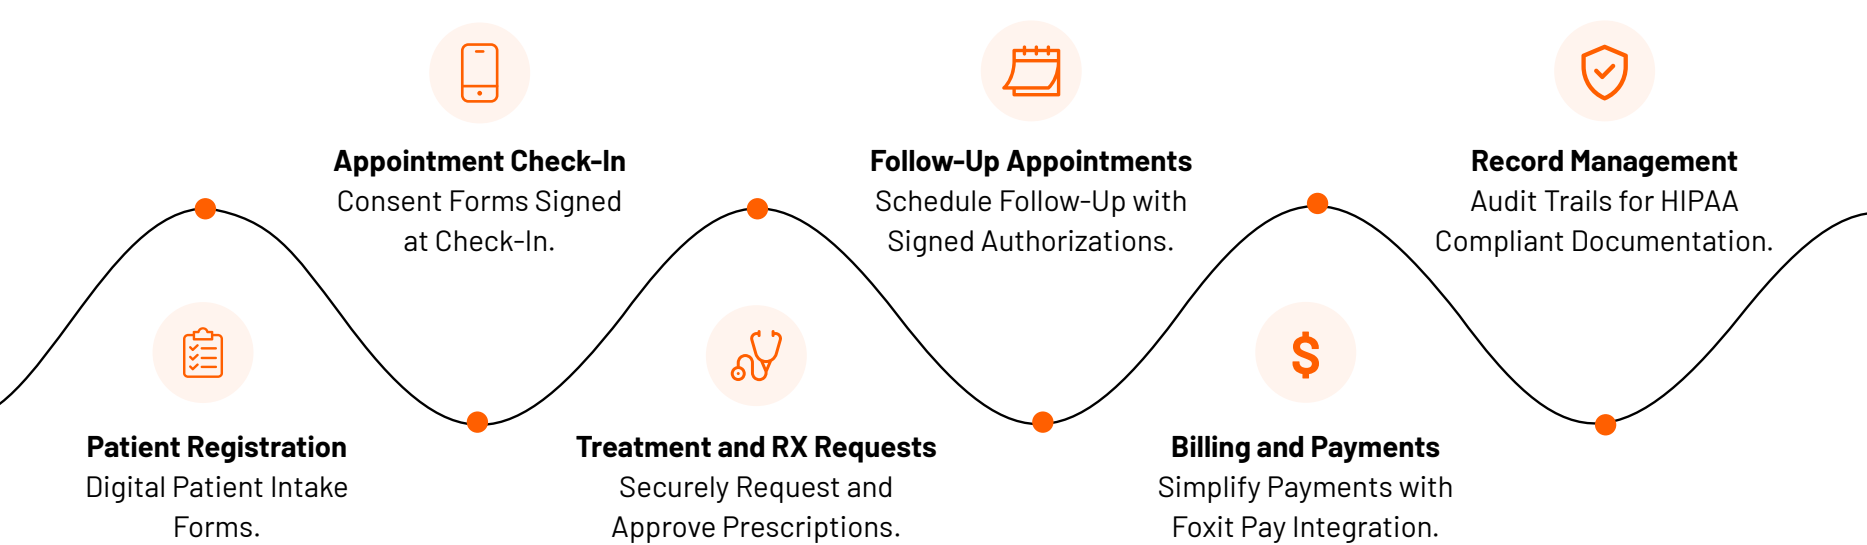 Appointment Check-In
Consent Forms Signed
at Check-In.
Follow-Up Appointments
Schedule Follow-Up with
Signed Authorizations.
Record Management
Audit Trails for HIPAA
Compliant Documentation.
Patient Registration
Digital Patient Intake
Forms.
Treatment and RX Requests
Securely Request and
Approve Prescriptions.
$
Billing and Payments
Simplify Payments with
Foxit Pay Integration.